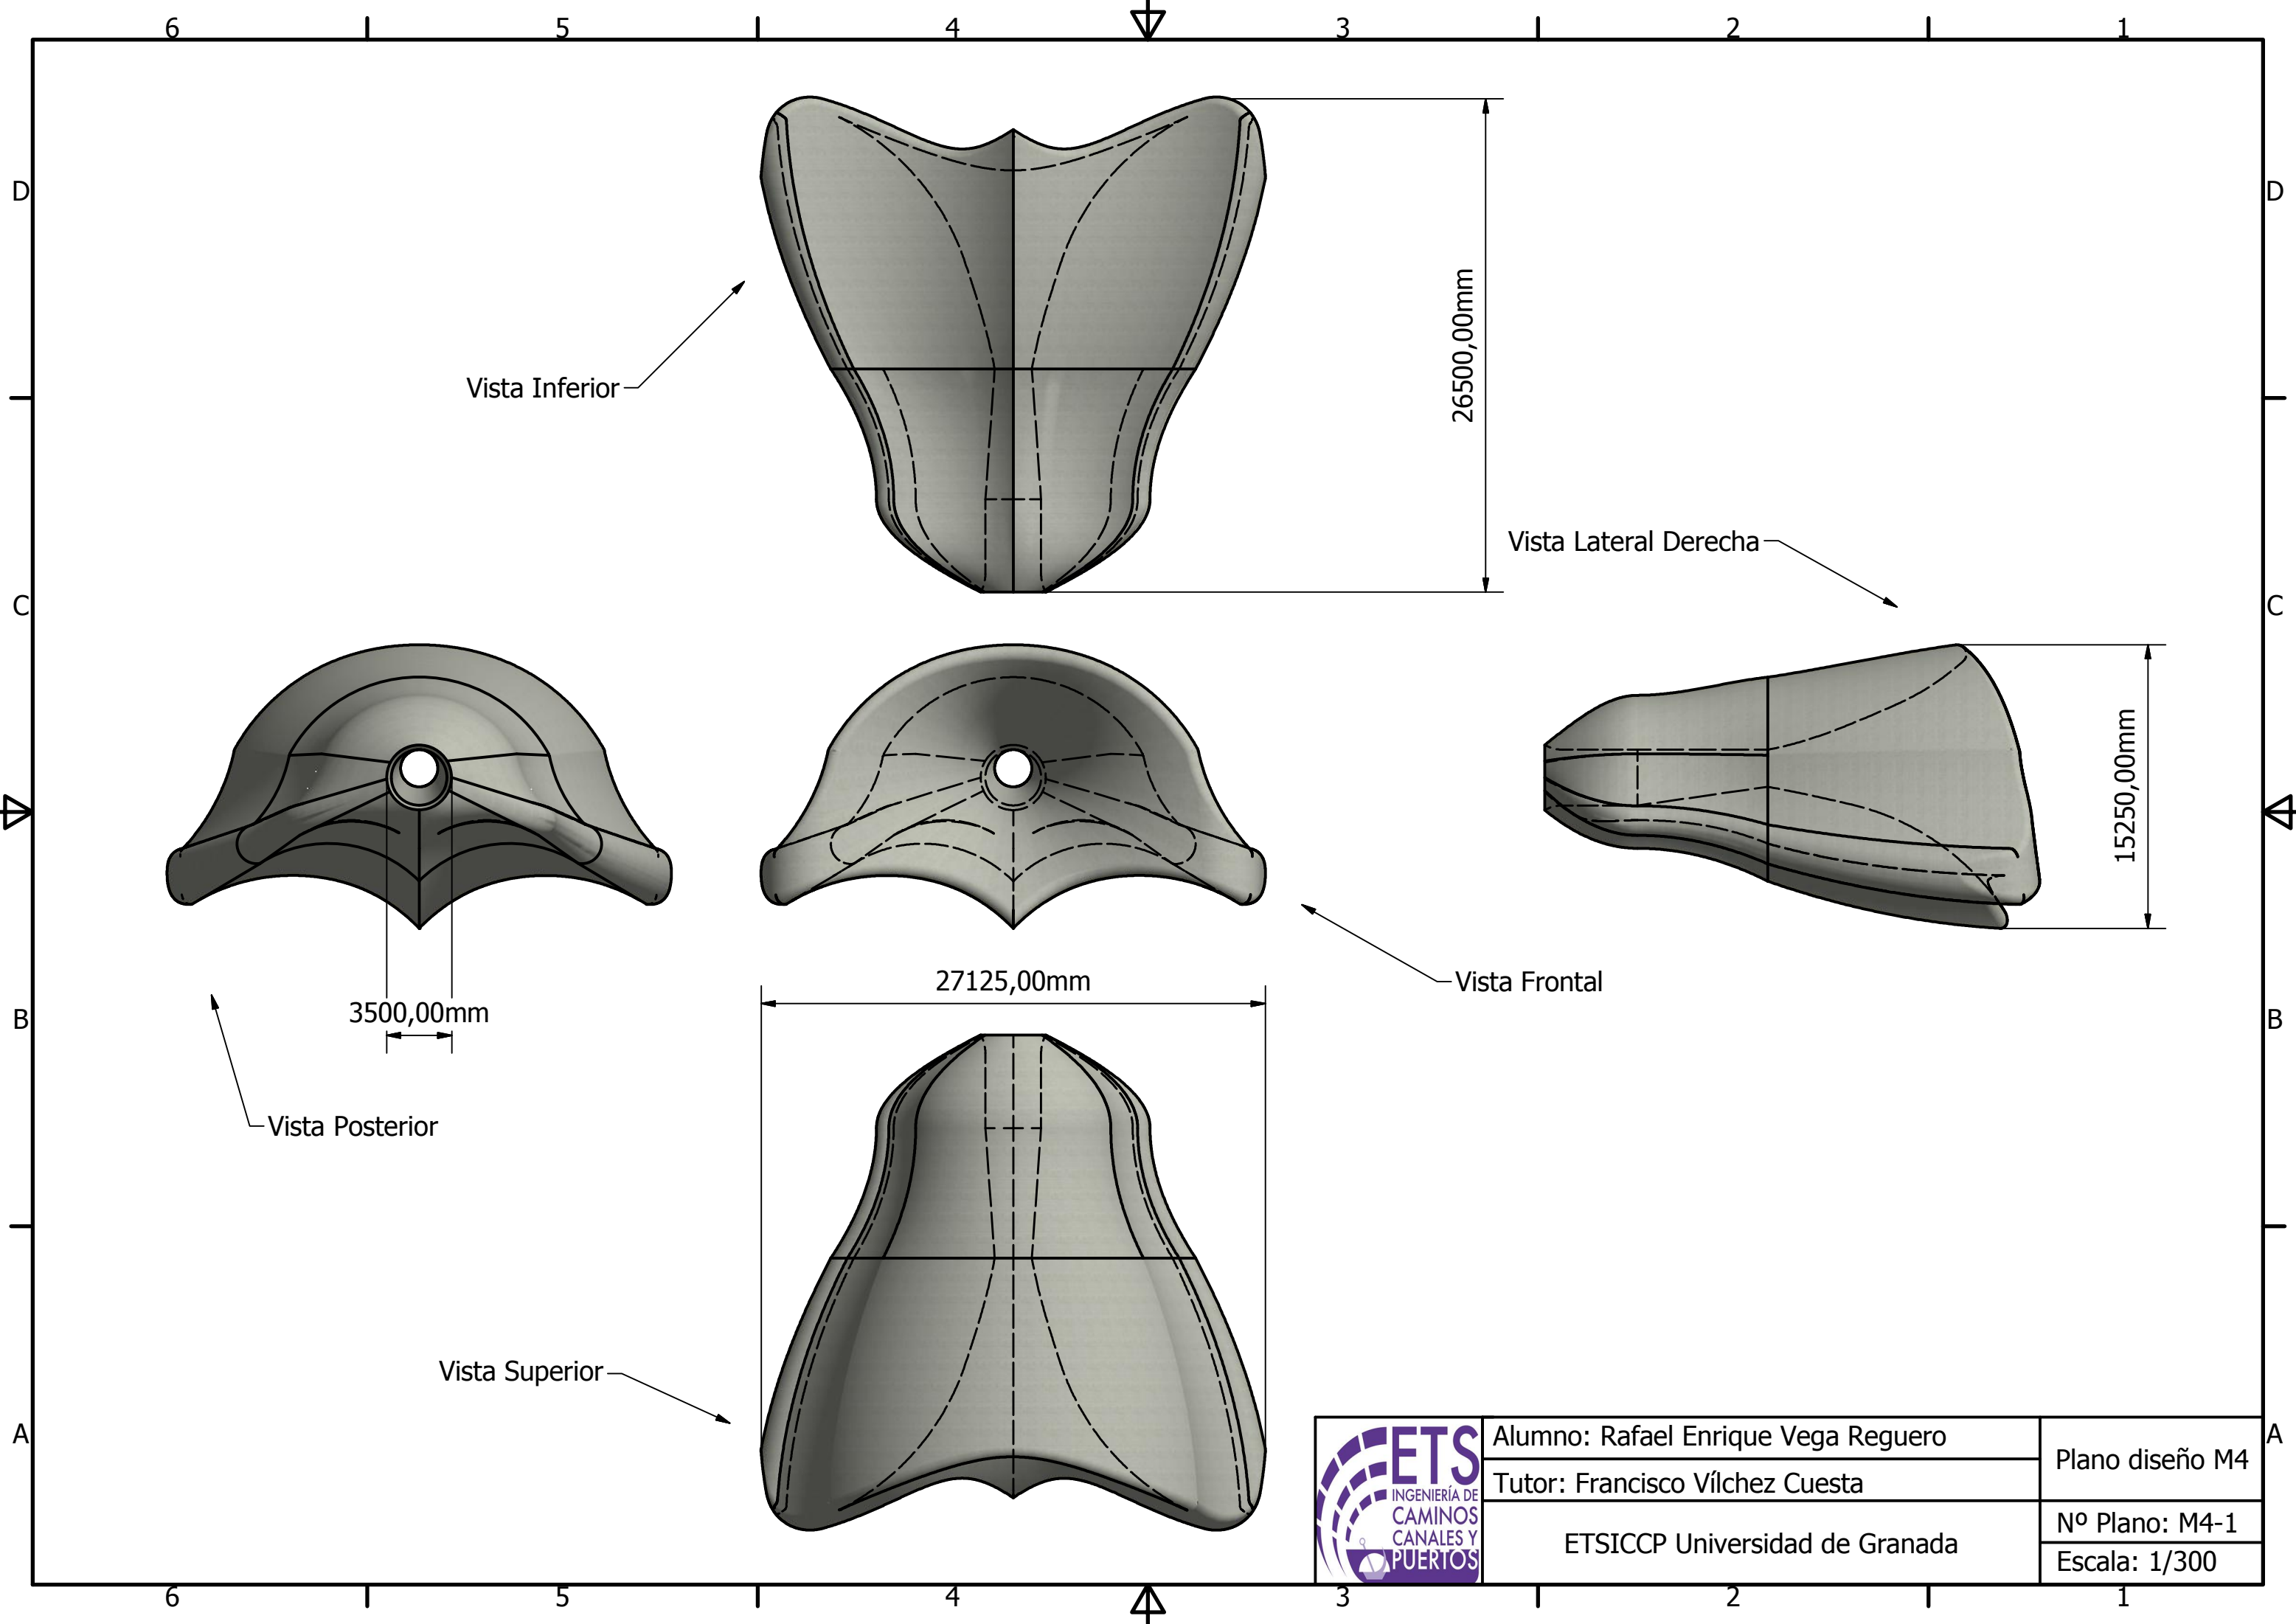 6 5 4 3 2 1
D D
26500,00mm
Vista Inferior
Vista Lateral Derecha
C C
15250,00mm
27125,00mm
Vista Frontal
3500,00mm
B B
Vista Posterior
Vista Superior
A A
ETS
INGENIERÍA DE
CAMINOS
CANALES Y
PUERTOS
Alumno: Rafael Enrique Vega Reguero
Tutor: Francisco Vílchez Cuesta
ETSICCP Universidad de Granada
Plano diseño M4
Nº Plano: M4-1
Escala: 1/300
6 5 4 3 2 1